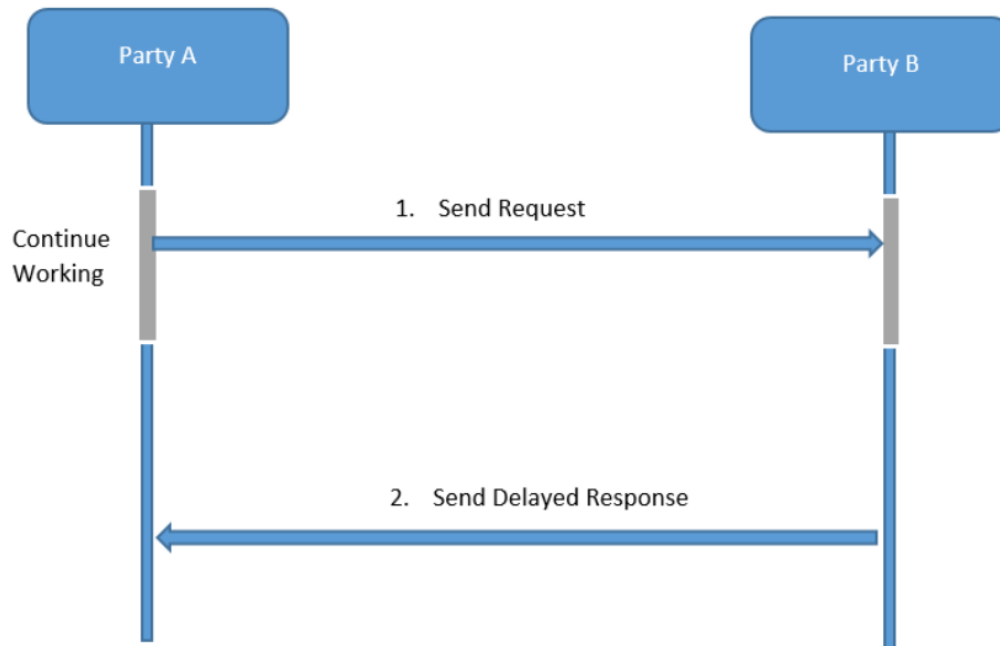 Party A
Party B
1. Send Request
Continue
Working
2. Send Delayed Response